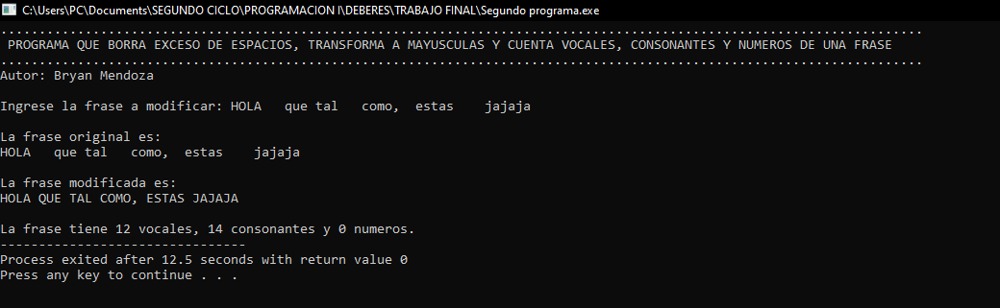 C:\Users\PC\Documents\SEGUNDO CICLO\PROGRAMACION I\DEBERES\TRABAJO FINAL\Segundo programa.exe
........................................................................................................................
 PROGRAMA QUE BORRA EXCESO DE ESPACIOS, TRANSFORMA A MAYUSCULAS Y CUENTA VOCALES, CONSONANTES Y NUMEROS DE UNA FRASE
........................................................................................................................
Autor: Bryan Mendoza
Ingrese la frase a modificar: HOLA   que tal   como,  estas    jajaja
La frase original es:
HOLA   que tal   como,  estas    jajaja
La frase modificada es:
HOLA QUE TAL COMO, ESTAS JAJAJA
La frase tiene 12 vocales, 14 consonantes y 0 numeros.
--------------------------------
Process exited after 12.5 seconds with return value 0
Press any key to continue . . .